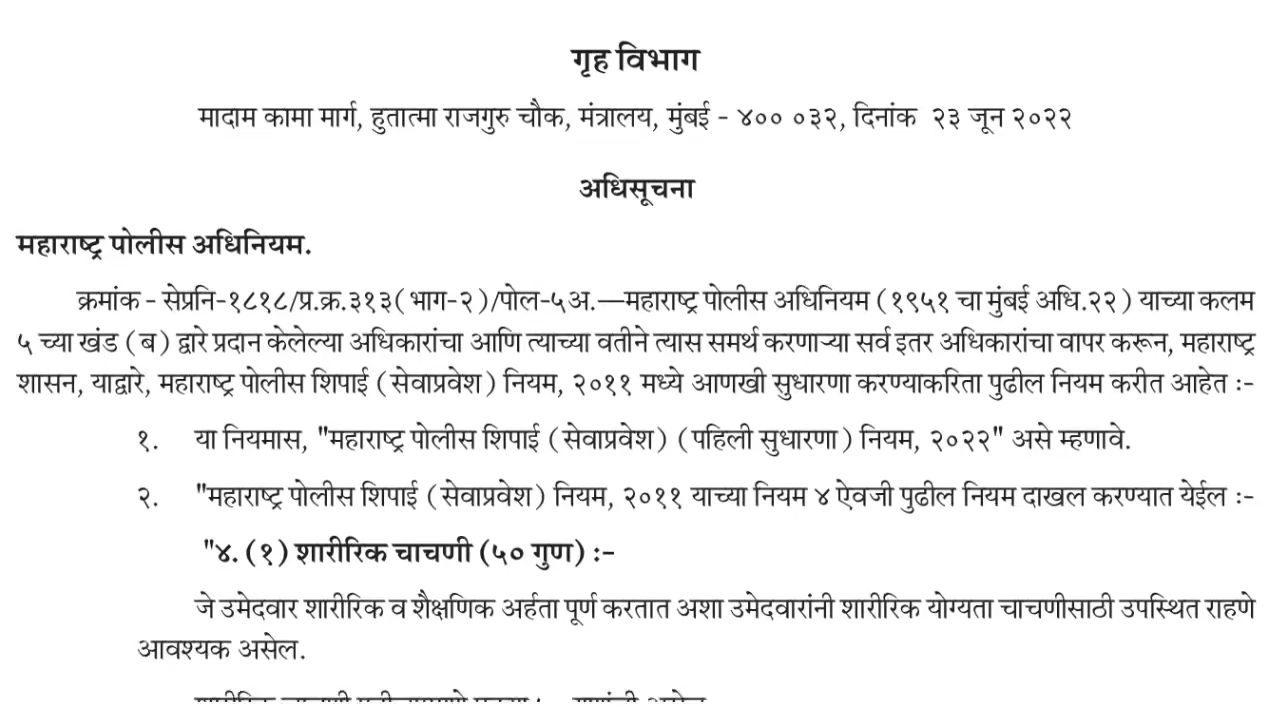 गृह विभाग
मादाम कामा मार्ग, हुतात्मा राजगुरु चौक, मंत्रालय, मुंबई - ४०० ०३२, दिनांक २३ जून २०२२
अधिसूचना
महाराष्ट्र पोलीस अधिनियम.
क्रमांक - सेप्रनि-१८१८/प्र.क्र.३१३(भाग-२)/पोल-५अ.—महाराष्ट्र पोलीस अधिनियम (१९५१ चा मुंबई अधि.२२) याच्या कलम
५ च्या खंड (ब) द्वारे प्रदान केलेल्या अधिकारांचा आणि त्याच्या वतीने त्यास समर्थ करणाऱ्या सर्व इतर अधिकारांचा वापर करून, महाराष्ट्र
शासन, याद्वारे, महाराष्ट्र पोलीस शिपाई (सेवाप्रवेश) नियम, २०११ मध्ये आणखी सुधारणा करण्याकरिता पुढील नियम करीत आहेत :-
१. या नियमास, "महाराष्ट्र पोलीस शिपाई (सेवाप्रवेश) (पहिली सुधारणा) नियम, २०२२" असे म्हणावे.
२. "महाराष्ट्र पोलीस शिपाई (सेवाप्रवेश) नियम, २०११ याच्या नियम ४ ऐवजी पुढील नियम दाखल करण्यात येईल :-
"४. (१) शारीरिक चाचणी (५० गुण) :-
जे उमेदवार शारीरिक व शैक्षणिक अर्हता पूर्ण करतात अशा उमेदवारांनी शारीरिक योग्यता चाचणीसाठी उपस्थित राहणे
आवश्यक असेल.